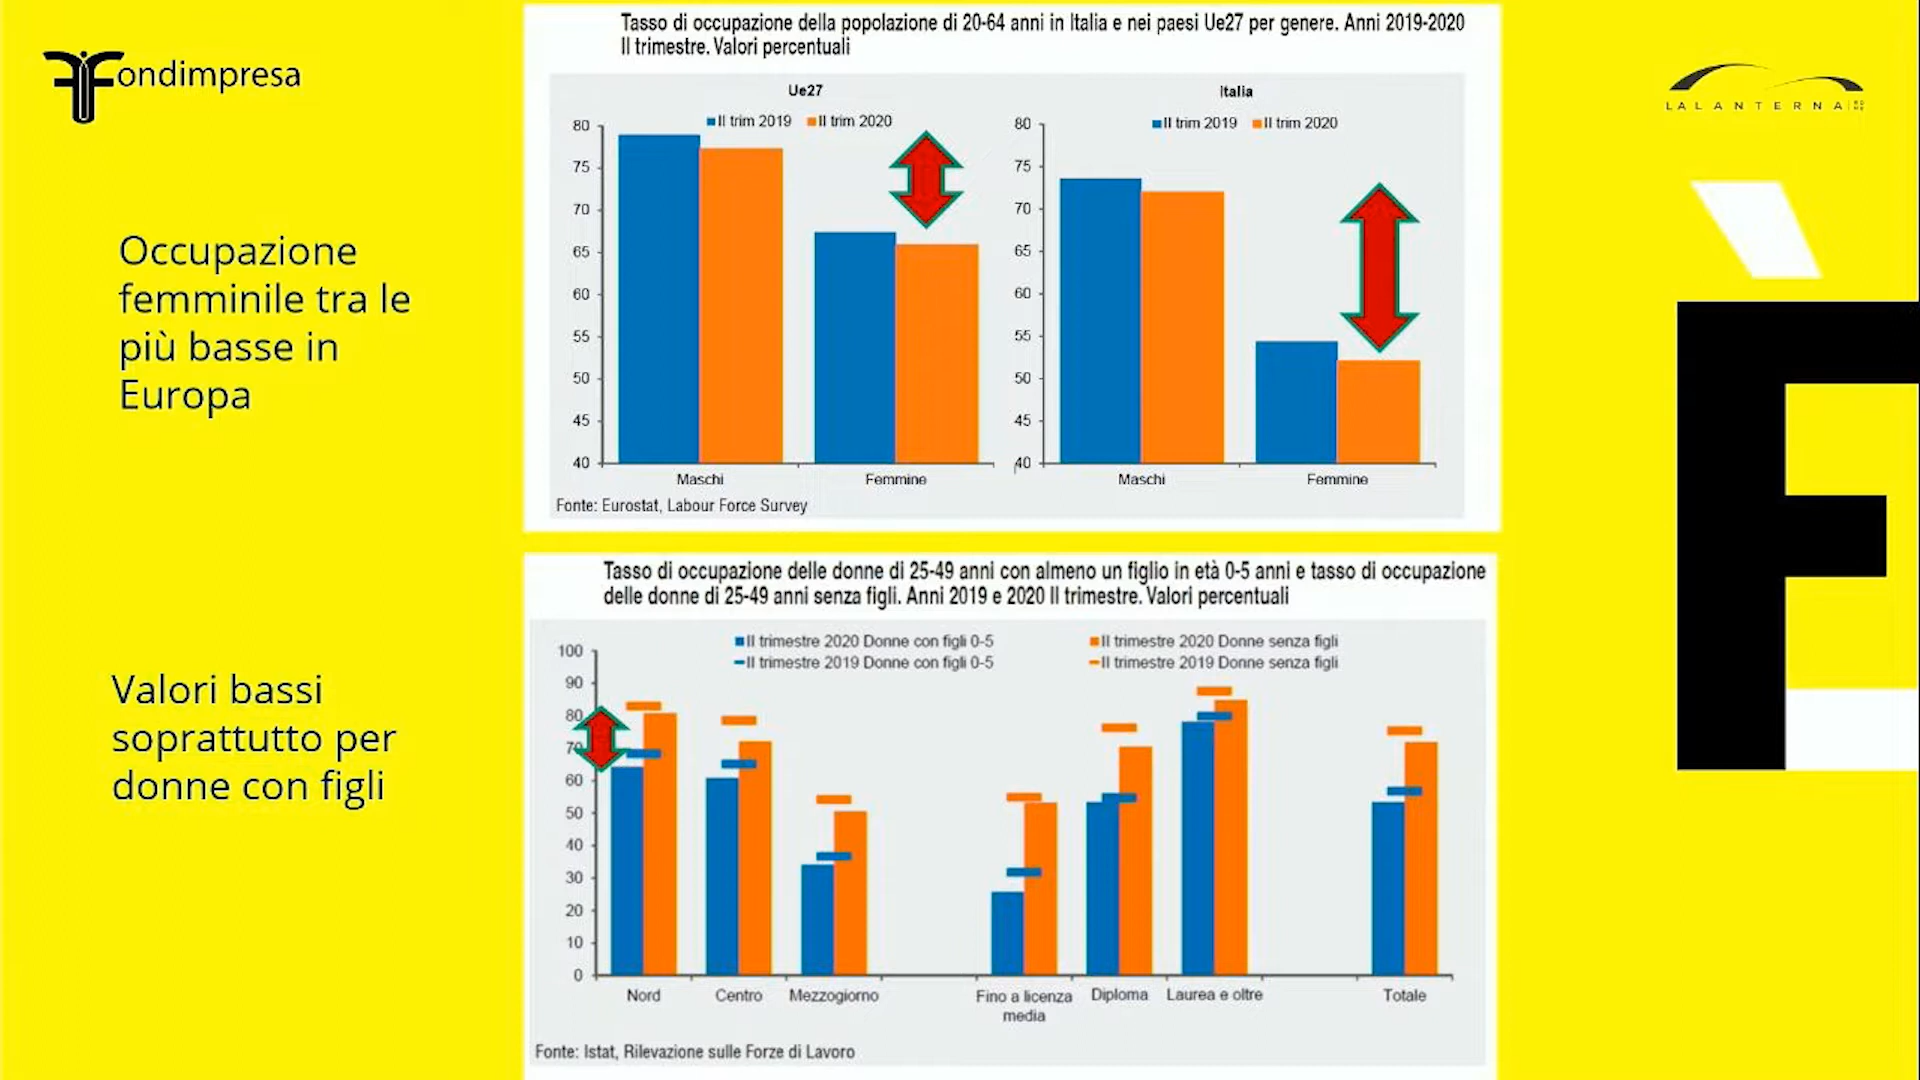 Fondimpresa
Occupazione
femminile tra le
più basse in
Europa
Valori bassi
soprattutto per
donne con figli
Tasso di occupazione della popolazione di 20-64 anni in Italia e nei paesi Ue27 per genere. Anni 2019-2020
II trimestre. Valori percentuali
Ue27
II trim 2019 II trim 2020
80
75
70
65
60
55
50
45
40
Maschi Femmine
Italia
II trim 2019 II trim 2020
80
75
70
65
60
55
50
45
40
Maschi Femmine
Fonte: Eurostat, Labour Force Survey
Tasso di occupazione delle donne di 25-49 anni con almeno un figlio in età 0-5 anni e tasso di occupazione
delle donne di 25-49 anni senza figli. Anni 2019 e 2020 II trimestre. Valori percentuali
II trimestre 2020 Donne con figli 0-5 II trimestre 2020 Donne senza figli
II trimestre 2019 Donne con figli 0-5 II trimestre 2019 Donne senza figli
100
90
80
70
60
50
40
30
20
10
0
Nord Centro Mezzogiorno Fino a licenza Diploma Laurea e oltre Totale
media
Fonte: Istat, Rilevazione sulle Forze di Lavoro
LALANTERNA
È